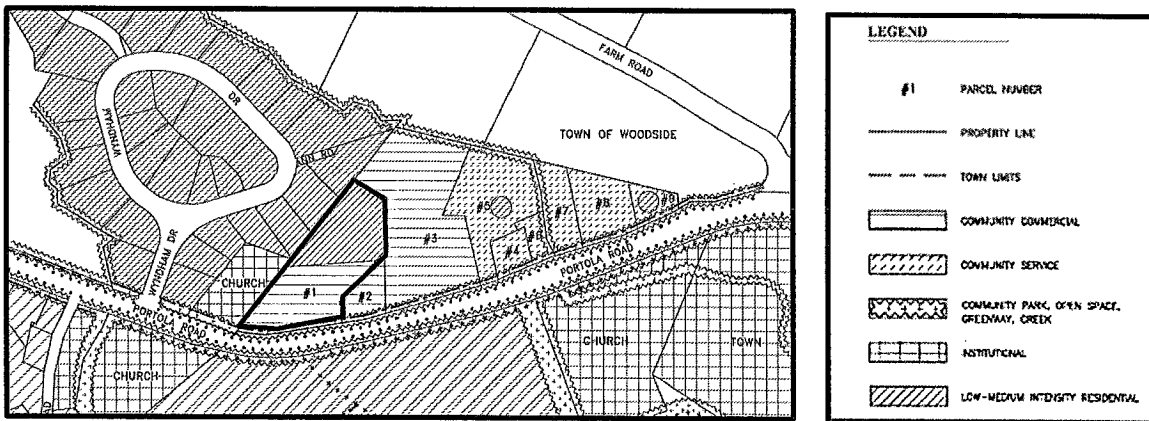 FARM ROAD
WYNDHAM
DR
TOWN OF WOODSIDE
#5
#7
#8
#9
#3
#4
#6
PORTOLA ROAD
WYNDHAM DR
CHURCH
#1
#2
PORTOLA ROAD
CHURCH
CHURCH
TOWN
LEGEND
#1 PARCEL NUMBER
PROPERTY LINE
TOWN LIMITS
COMMUNITY COMMERCIAL
COMMUNITY SERVICE
COMMUNITY PARK, OPEN SPACE,
GREENWAY, CREEK
INSTITUTIONAL
LOW-MEDIUM INTENSITY RESIDENTIAL